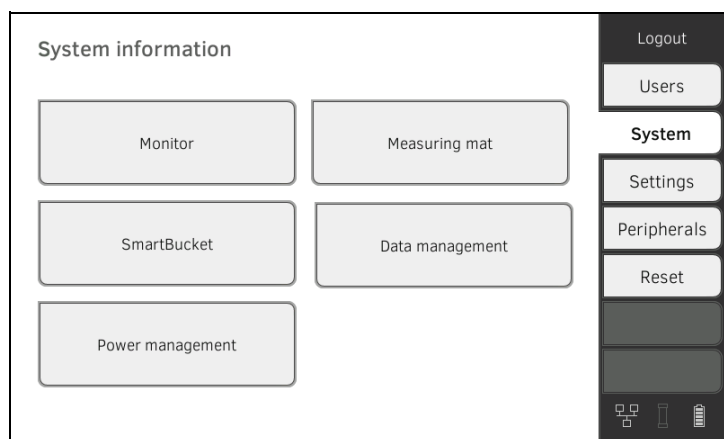 System information
Monitor
Measuring mat
SmartBucket
Data management
Power management
Logout
Users
System
Settings
Peripherals
Reset